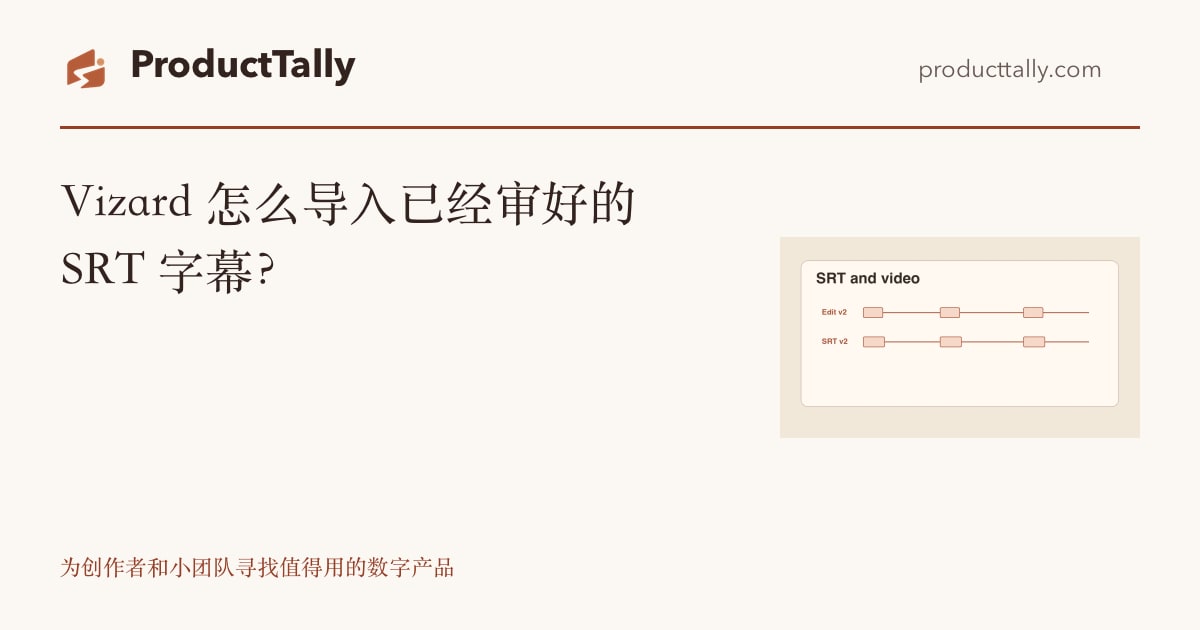 ProductTally
producttally.com
Vizard 怎么导入已经审好的
SRT 字幕?
SRT and video
Edit v2
SRT v2
为创作者和小团队寻找值得用的数字产品